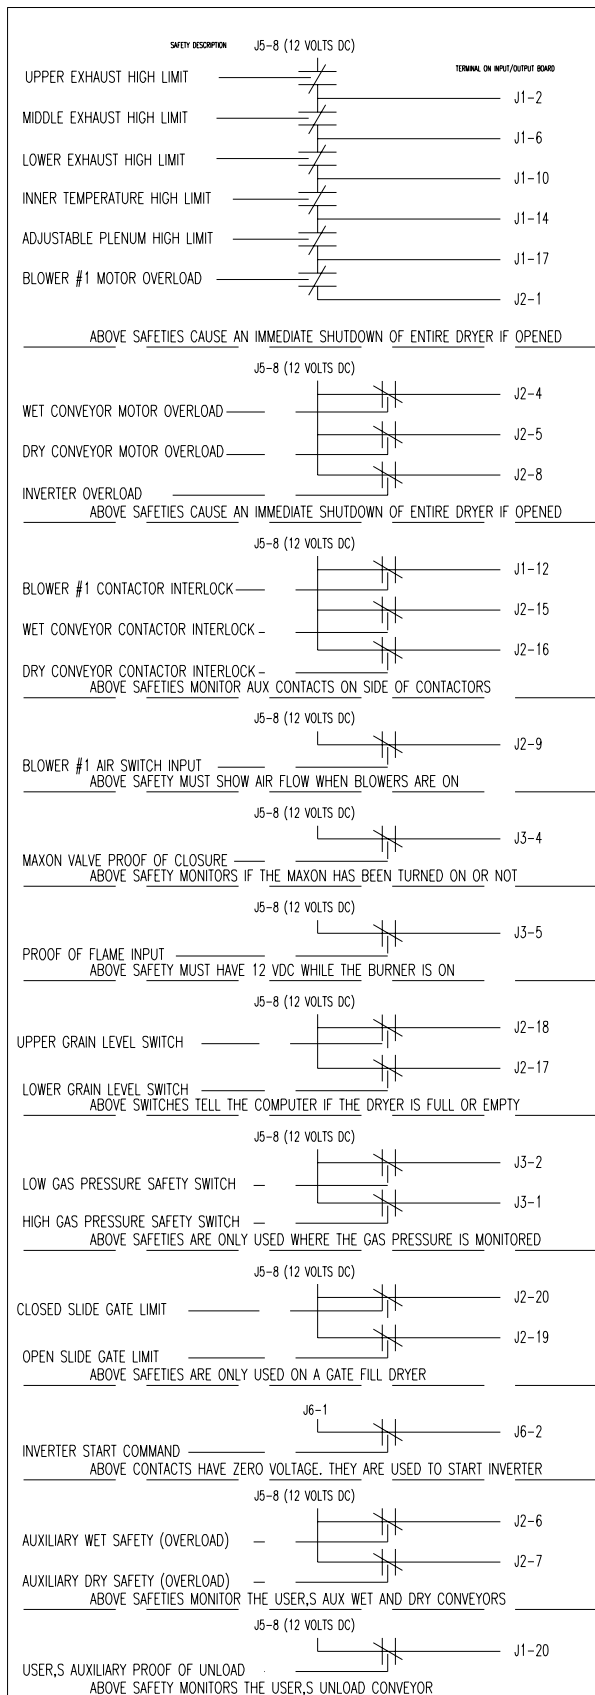 SAFETY DESCRIPTION J5-8 (12 VOLTS DC)
TERMINAL ON INPUT/OUTPUT BOARD
UPPER EXHAUST HIGH LIMIT
J1-2
MIDDLE EXHAUST HIGH LIMIT
J1-6
LOWER EXHAUST HIGH LIMIT
J1-10
INNER TEMPERATURE HIGH LIMIT
J1-14
ADJUSTABLE PLENUM HIGH LIMIT
J1-17
BLOWER #1 MOTOR OVERLOAD
J2-1
ABOVE SAFETIES CAUSE AN IMMEDIATE SHUTDOWN OF ENTIRE DRYER IF OPENED
J5-8 (12 VOLTS DC)
J2-4
WET CONVEYOR MOTOR OVERLOAD
J2-5
DRY CONVEYOR MOTOR OVERLOAD
J2-8
INVERTER OVERLOAD
ABOVE SAFETIES CAUSE AN IMMEDIATE SHUTDOWN OF ENTIRE DRYER IF OPENED
J5-8 (12 VOLTS DC)
J1-12
BLOWER #1 CONTACTOR INTERLOCK
J2-15
WET CONVEYOR CONTACTOR INTERLOCK
J2-16
DRY CONVEYOR CONTACTOR INTERLOCK
ABOVE SAFETIES MONITOR AUX CONTACTS ON SIDE OF CONTACTORS
J5-8 (12 VOLTS DC)
J2-9
BLOWER #1 AIR SWITCH INPUT
ABOVE SAFETY MUST SHOW AIR FLOW WHEN BLOWERS ARE ON
J5-8 (12 VOLTS DC)
J3-4
MAXON VALVE PROOF OF CLOSURE
ABOVE SAFETY MONITORS IF THE MAXON HAS BEEN TURNED ON OR NOT
J5-8 (12 VOLTS DC)
J3-5
PROOF OF FLAME INPUT
ABOVE SAFETY MUST HAVE 12 VDC WHILE THE BURNER IS ON
J5-8 (12 VOLTS DC)
J2-18
UPPER GRAIN LEVEL SWITCH
J2-17
LOWER GRAIN LEVEL SWITCH
ABOVE SWITCHES TELL THE COMPUTER IF THE DRYER IS FULL OR EMPTY
J5-8 (12 VOLTS DC)
J3-2
LOW GAS PRESSURE SAFETY SWITCH
J3-1
HIGH GAS PRESSURE SAFETY SWITCH
ABOVE SAFETIES ARE ONLY USED WHERE THE GAS PRESSURE IS MONITORED
J5-8 (12 VOLTS DC)
J2-20
CLOSED SLIDE GATE LIMIT
J2-19
OPEN SLIDE GATE LIMIT
ABOVE SAFETIES ARE ONLY USED ON A GATE FILL DRYER
J6-1
J6-2
INVERTER START COMMAND
ABOVE CONTACTS HAVE ZERO VOLTAGE. THEY ARE USED TO START INVERTER
J5-8 (12 VOLTS DC)
J2-6
AUXILIARY WET SAFETY (OVERLOAD)
J2-7
AUXILIARY DRY SAFETY (OVERLOAD)
ABOVE SAFETIES MONITOR THE USER,S AUX WET AND DRY CONVEYORS
J5-8 (12 VOLTS DC)
J1-20
USER,S AUXILIARY PROOF OF UNLOAD
ABOVE SAFETY MONITORS THE USER,S UNLOAD CONVEYOR